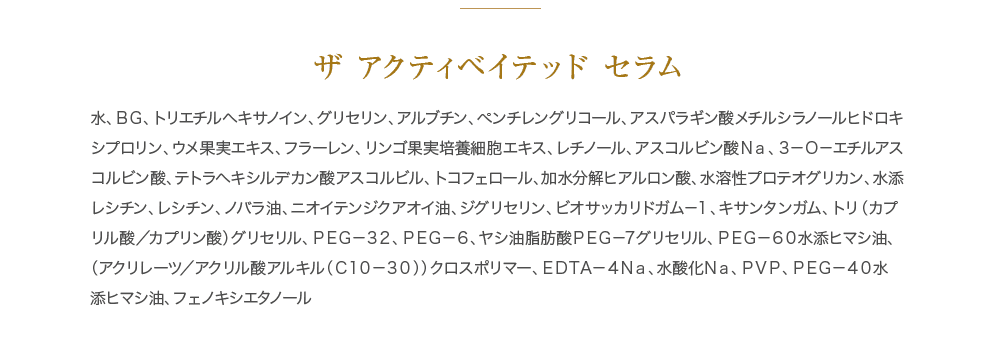 ザ アクティベイテッド セラム
水、ＢＧ、トリエチルヘキサノイン、グリセリン、アルブチン、ペンチレングリコール、アスパラギン酸メチルシラノールヒドロキ
シプロリン、ウメ果実エキス、フラーレン、リンゴ果実培養細胞エキス、レチノール、アスコルビン酸Ｎａ、３－Ｏ－エチルアス
コルビン酸、テトラヘキシルデカン酸アスコルビル、トコフェロール、加水分解ヒアルロン酸、水溶性プロテオグリカン、水添
レシチン、レシチン、ノバラ油、ニオイテンジクアオイ油、ジグリセリン、ビオサッカリドガム－１、キサンタンガム、トリ（カプ
リル酸／カプリン酸）グリセリル、ＰＥＧ－３２、ＰＥＧ－６、ヤシ油脂肪酸ＰＥＧ－７グリセリル、ＰＥＧ－６０水添ヒマシ油、
（アクリレーツ／アクリル酸アルキル（Ｃ１０－３０））クロスポリマー、ＥＤＴＡ－４Ｎａ、水酸化Ｎａ、ＰＶＰ、ＰＥＧ－４０水
添ヒマシ油、フェノキシエタノール